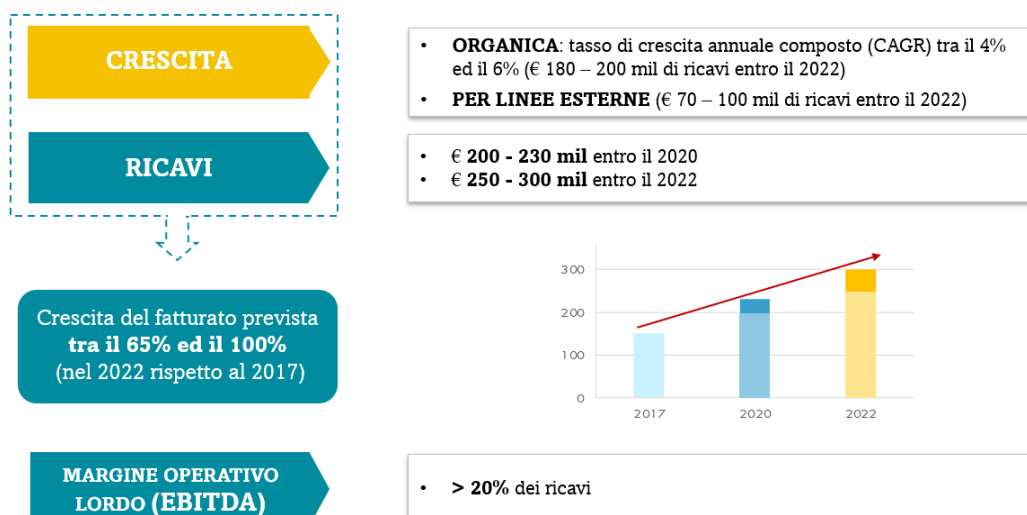 CRESCITA
• ORGANICA: tasso di crescita annuale composto (CAGR) tra il 4%
ed il 6% (€ 180 – 200 mil di ricavi entro il 2022)
• PER LINEE ESTERNE (€ 70 – 100 mil di ricavi entro il 2022)
RICAVI
• € 200 - 230 mil entro il 2020
• € 250 - 300 mil entro il 2022
Crescita del fatturato prevista
tra il 65% ed il 100%
(nel 2022 rispetto al 2017)
300
200
100
0
2017 2020 2022
MARGINE OPERATIVO
LORDO (EBITDA)
• > 20% dei ricavi